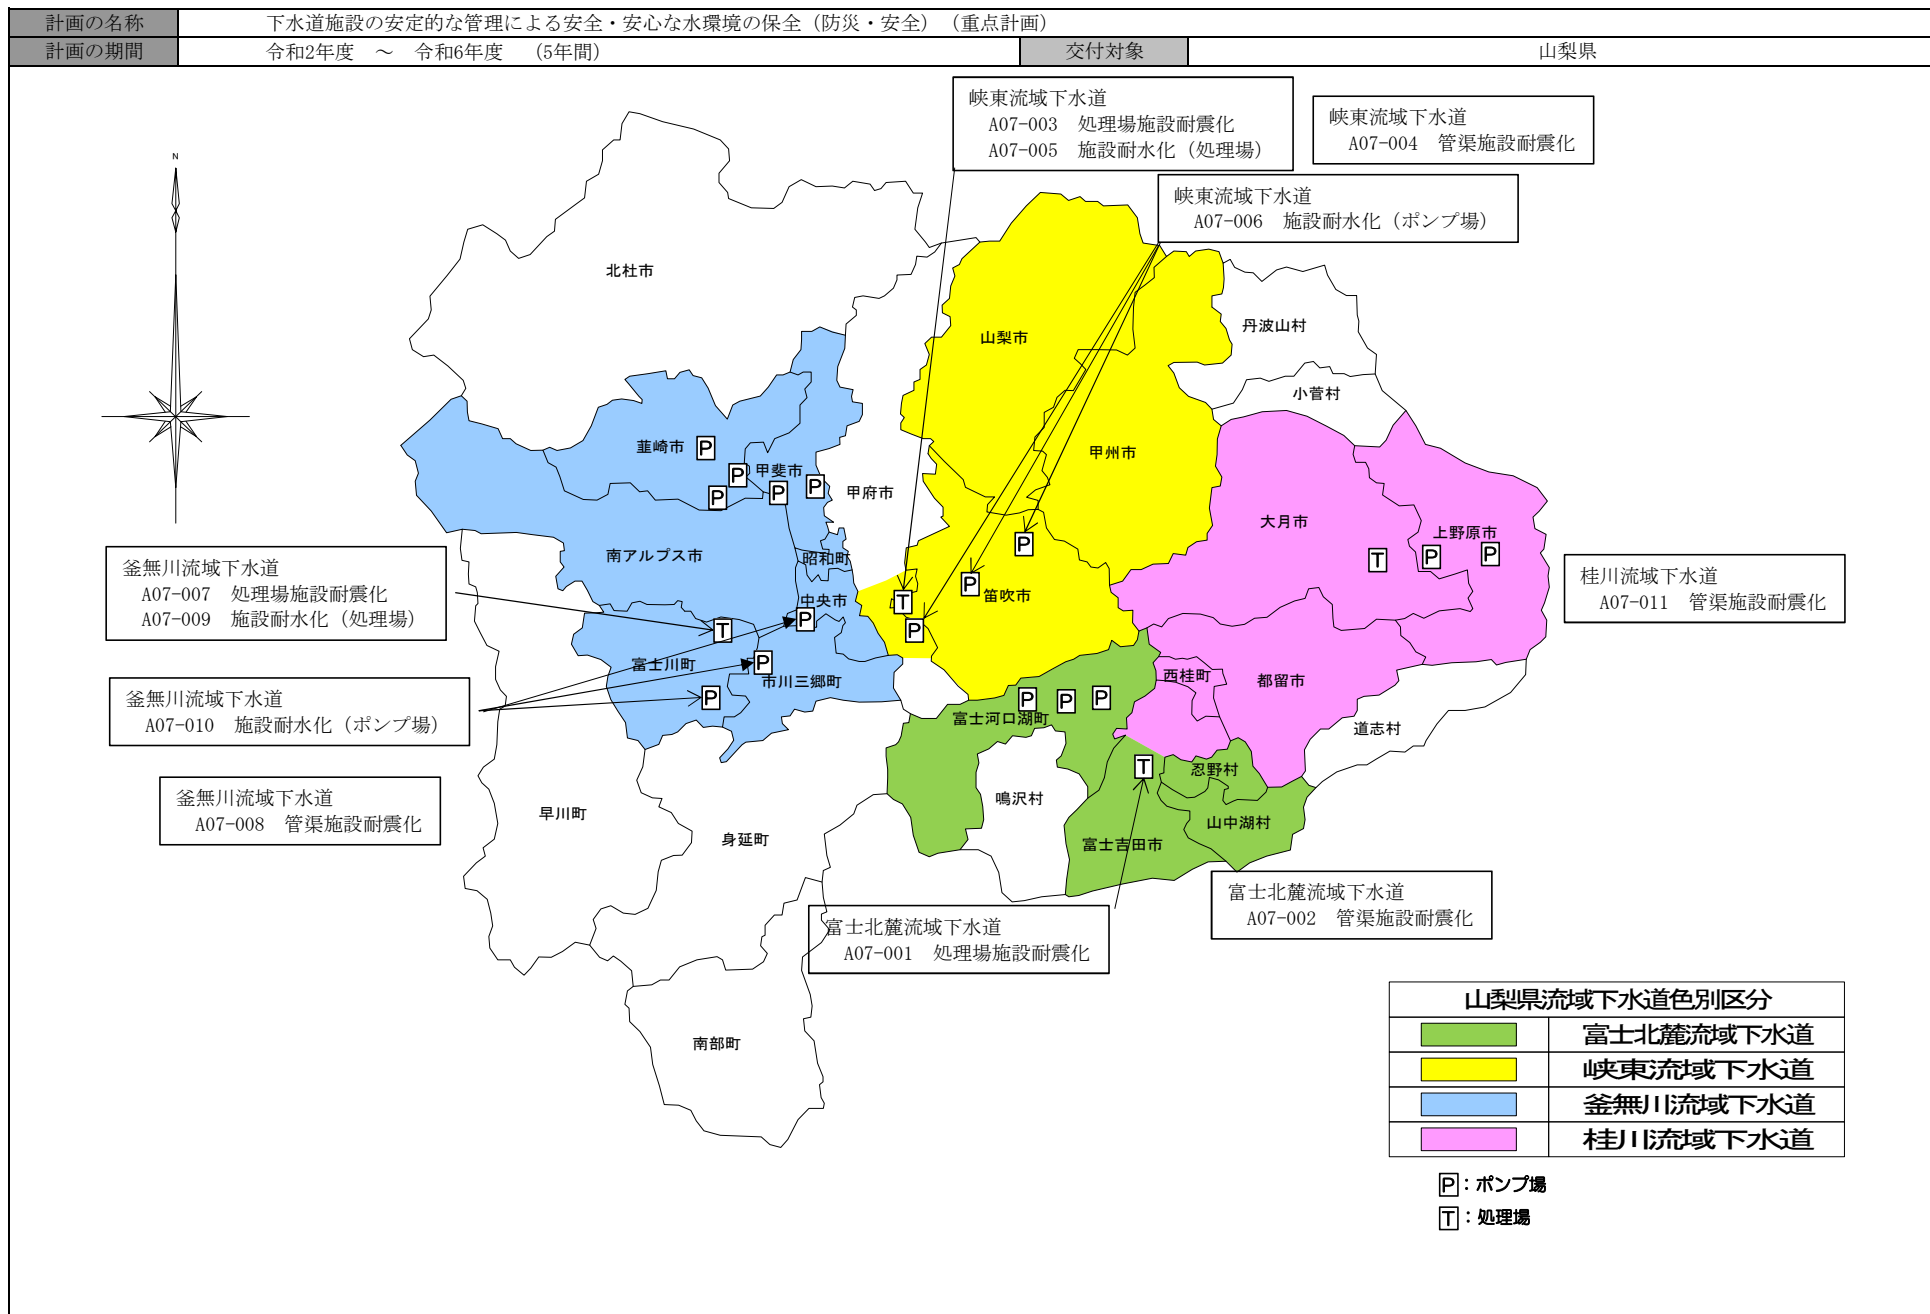 計画の名称 下水道施設の安定的な管理による安全・安心な水環境の保全（防災・安全）（重点計画）
計画の期間 令和2年度 ～ 令和6年度 （5年間） 交付対象 山梨県
峡東流域下水道
A07-003 処理場施設耐震化
A07-005 施設耐水化（処理場）
峡東流域下水道
A07-004 管渠施設耐震化
峡東流域下水道
A07-006 施設耐水化（ポンプ場）
N
北杜市
山梨市
丹波山村
小菅村
韮崎市
P
甲斐市
P
P
P
P
甲府市
甲州市
大月市
上野原市
T
P
P
南アルプス市
昭和町
中央市
P
P
P
笛吹市
T
P
釜無川流域下水道
A07-007 処理場施設耐震化
A07-009 施設耐水化（処理場）
桂川流域下水道
A07-011 管渠施設耐震化
T
富士川町
P
P
市川三郷町
釜無川流域下水道
A07-010 施設耐水化（ポンプ場）
西桂町
都留市
道志村
P
P
P
富士河口湖町
T
忍野村
鳴沢村
山中湖村
富士吉田市
釜無川流域下水道
A07-008 管渠施設耐震化
早川町
身延町
南部町
富士北麓流域下水道
A07-002 管渠施設耐震化
富士北麓流域下水道
A07-001 処理場施設耐震化
山梨県流域下水道色別区分
富士北麓流域下水道
峡東流域下水道
釜無川流域下水道
桂川流域下水道
P：ポンプ場
T：処理場